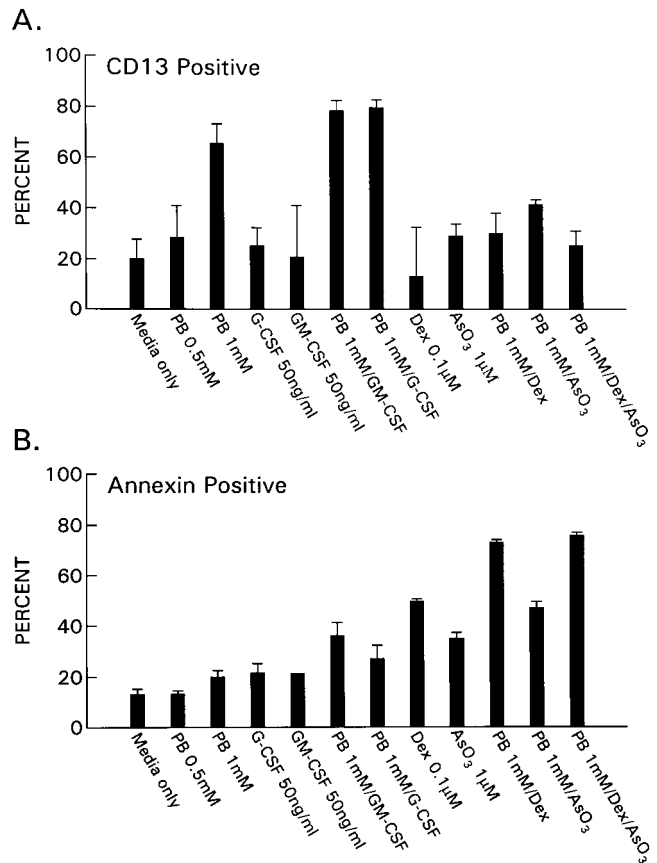 A.
CD13 Positive
100
80
60
40
20
0
PERCENT
Media only
PB 0.5mM
PB 1mM
G-CSF 50ng/ml
GM-CSF 50ng/ml
PB 1mM/GM-CSF
PB 1mM/G-CSF
Dex 0.1µM
AsO₃ 1µM
PB 1mM/Dex
PB 1mM/AsO₃
PB 1mM/Dex/AsO₃
B.
Annexin Positive
100
80
60
40
20
0
PERCENT
Media only
PB 0.5mM
PB 1mM
G-CSF 50ng/ml
GM-CSF 50ng/ml
PB 1mM/GM-CSF
PB 1mM/G-CSF
Dex 0.1µM
AsO₃ 1µM
PB 1mM/Dex
PB 1mM/AsO₃
PB 1mM/Dex/AsO₃